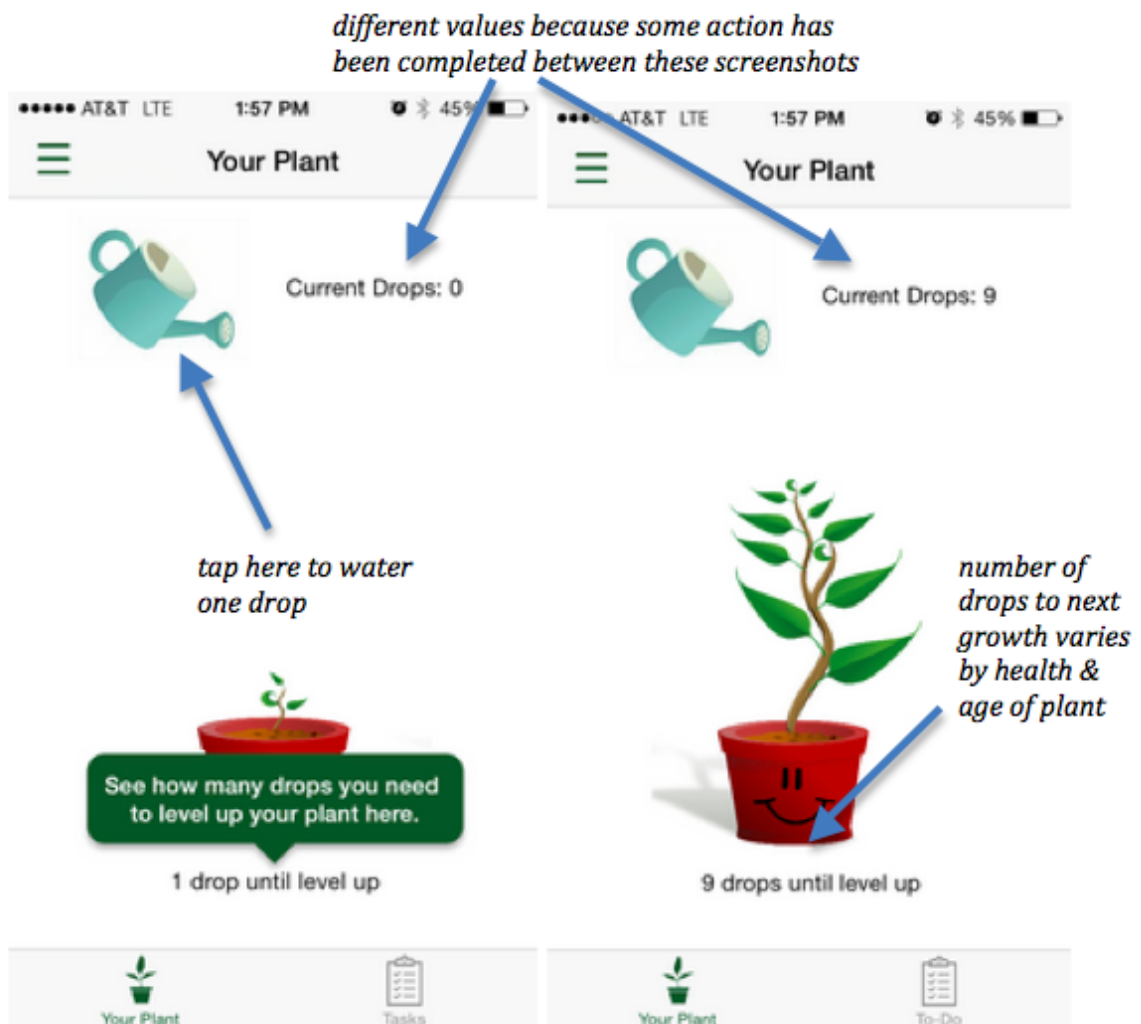 different values because some action has
been completed between these screenshots
AT&T LTE 1:57 PM 45%
Your Plant
Current Drops: 0
tap here to water
one drop
See how many drops you need
to level up your plant here.
1 drop until level up
Your Plant Tasks
AT&T LTE 1:57 PM 45%
Your Plant
Current Drops: 9
number of
drops to next
growth varies
by health &
age of plant
9 drops until level up
Your Plant To-Do